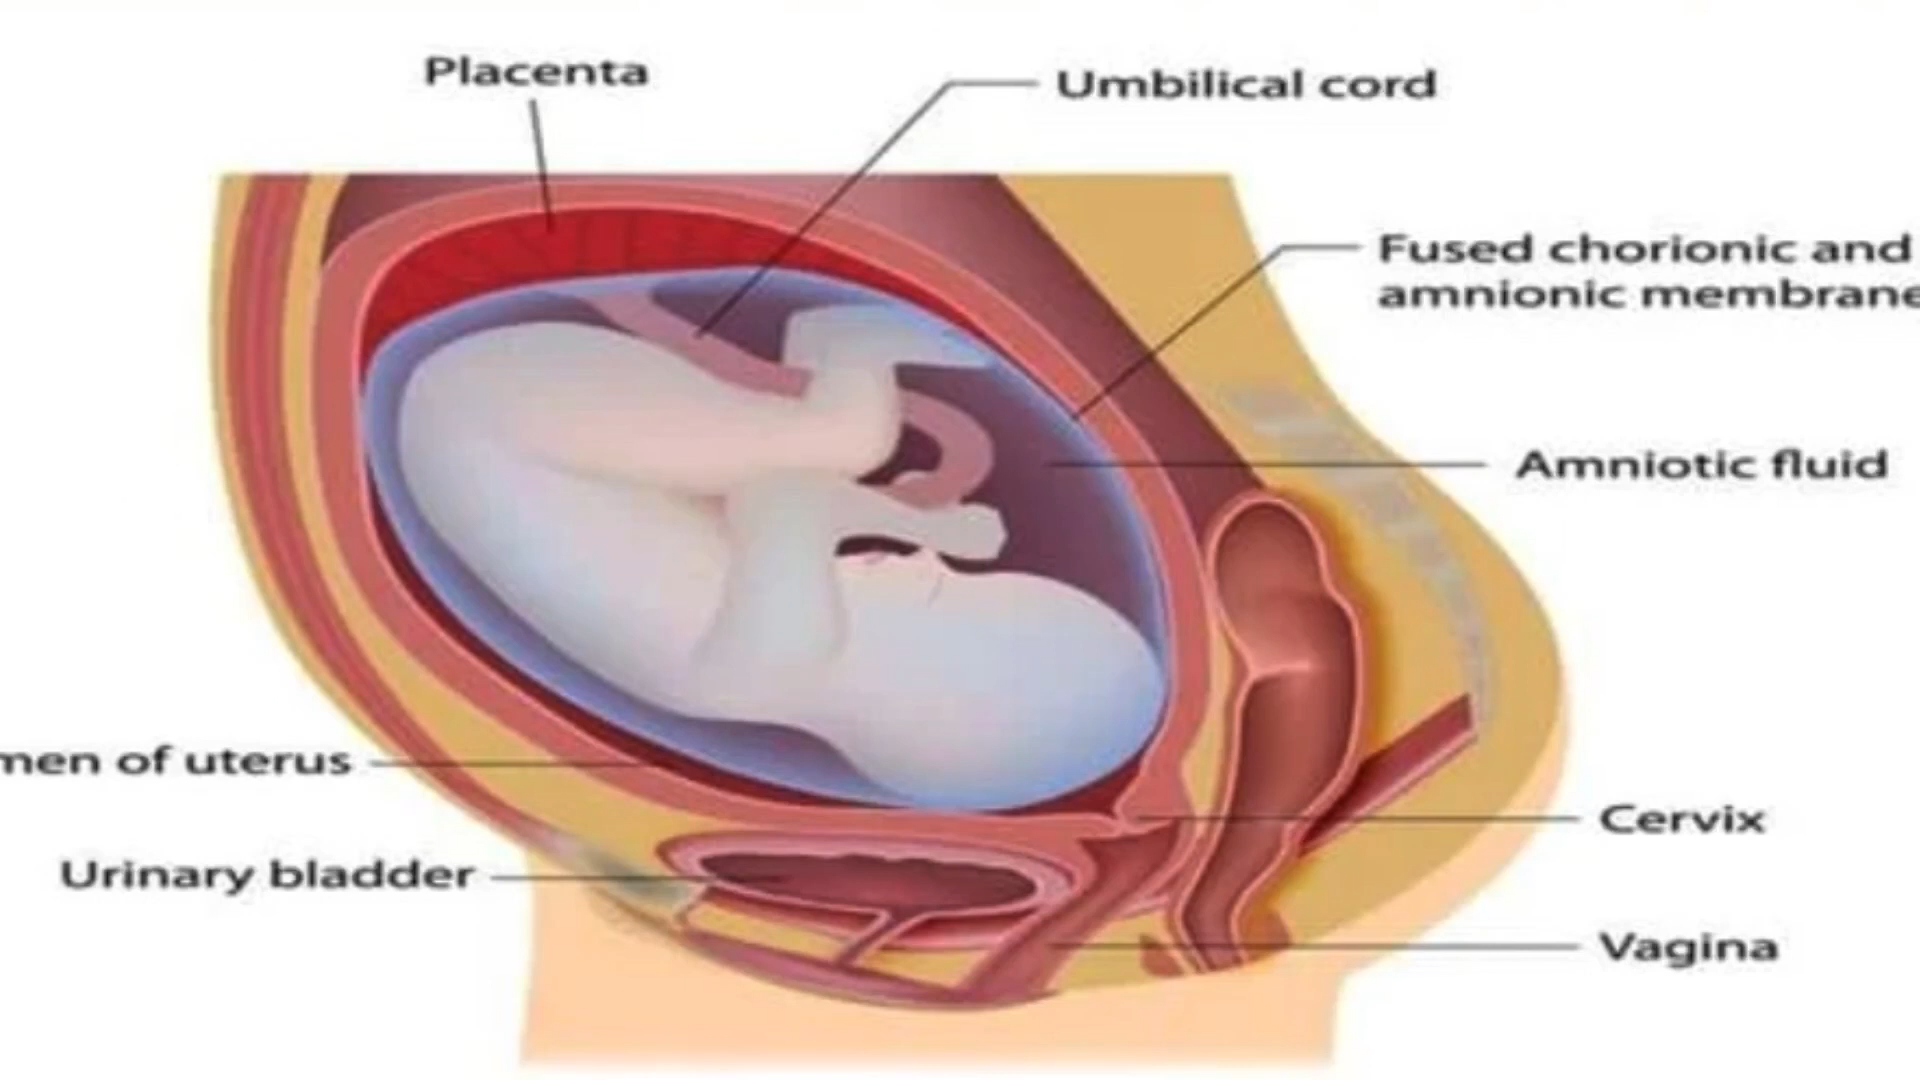 Placenta
Umbilical cord
Fused chorionic and
amnionic membrane
Amniotic fluid
men of uterus
Cervix
Urinary bladder
Vagina